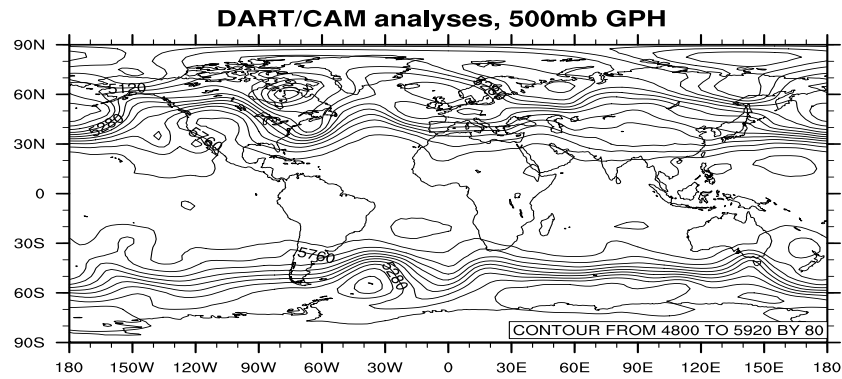 DART/CAM analyses, 500mb GPH
90N
60N
30N
0
30S
60S
90S
5120
5280
5760
5760
5280
CONTOUR FROM 4800 TO 5920 BY 80
180 150W 120W 90W 60W 30W 0 30E 60E 90E 120E 150E 180